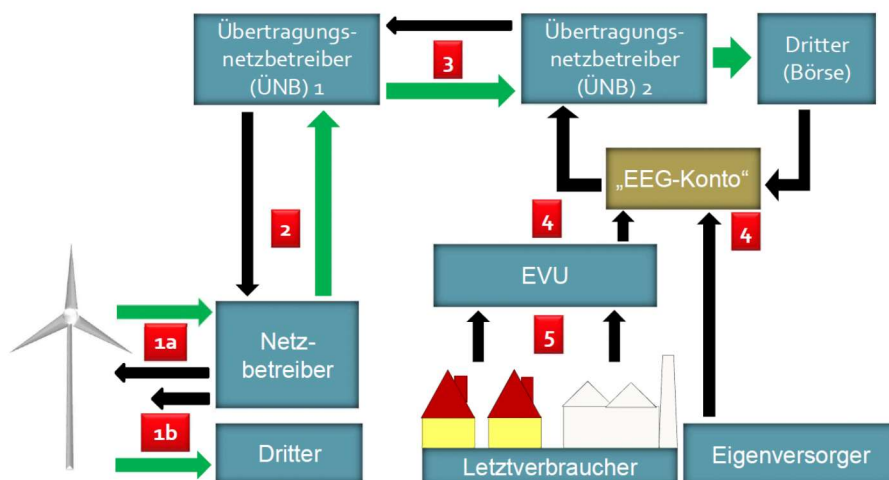 Übertragungs-
netzbetreiber
(ÜNB) 1
3
Übertragungs-
netzbetreiber
(ÜNB) 2
Dritter
(Börse)
„EEG-Konto“
2
4
4
EVU
1a
Netz-
betreiber
5
1b
Dritter
Letztverbraucher
Eigenversorger